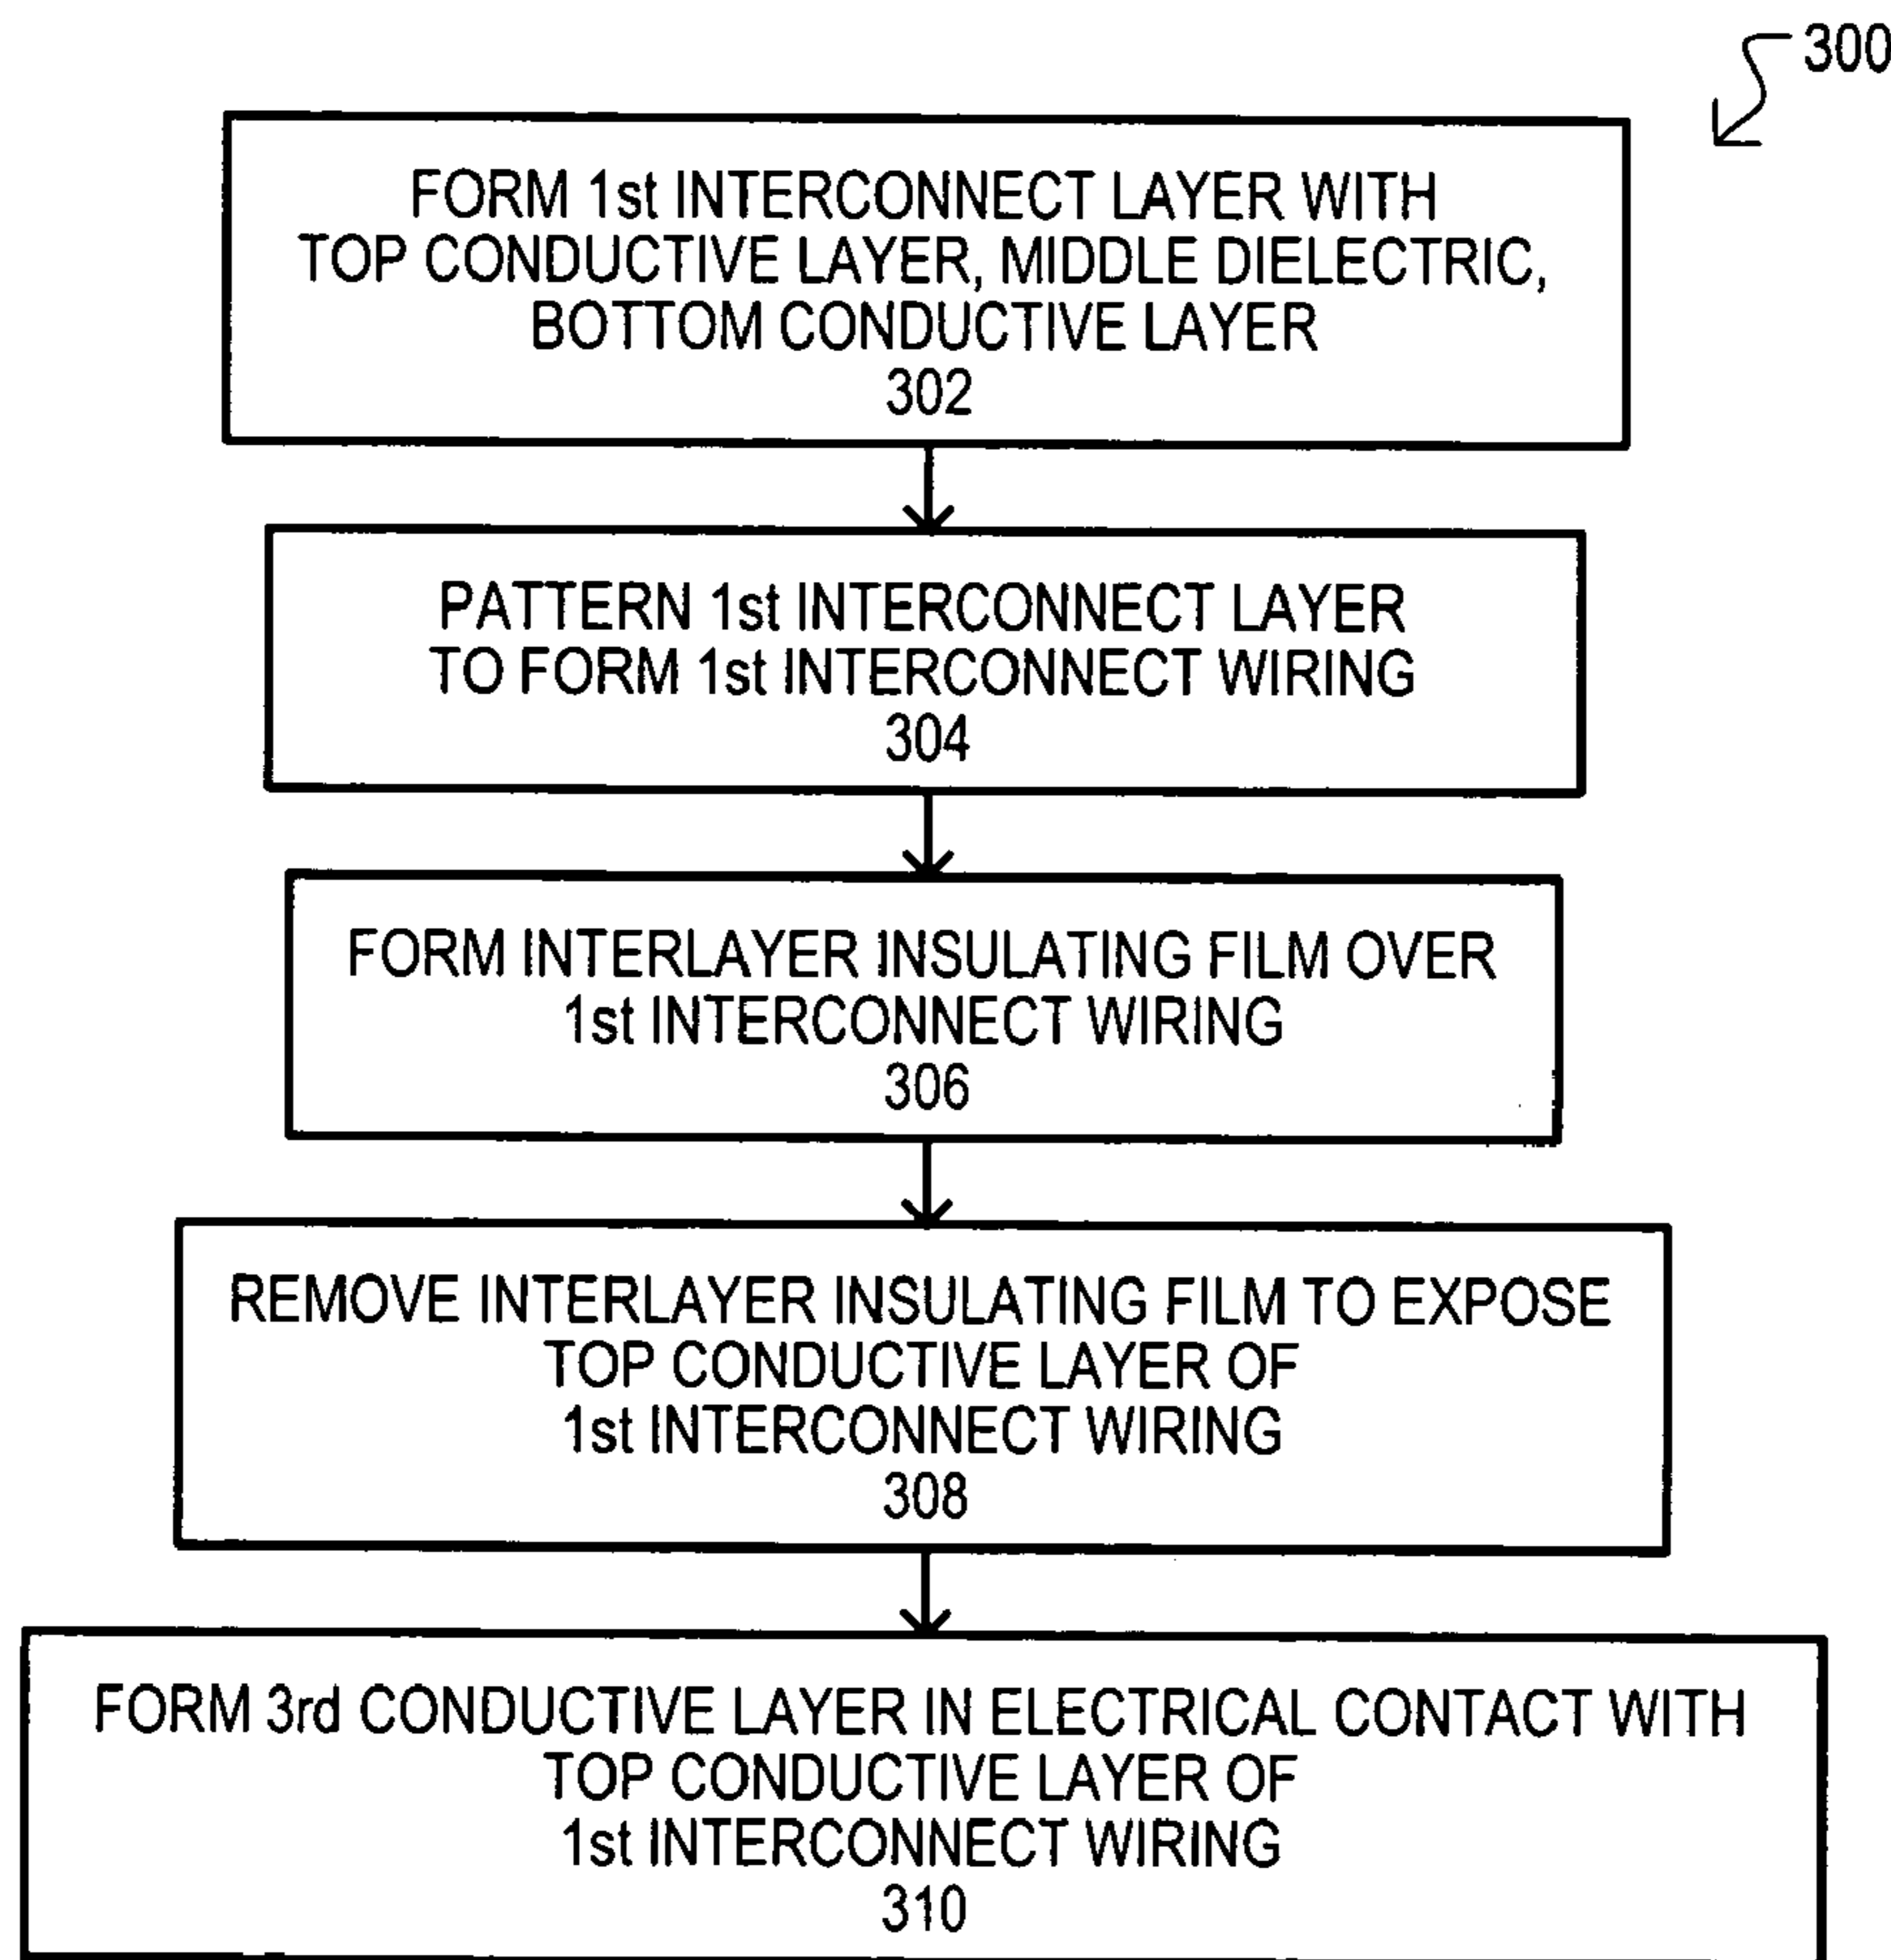 300
FORM 1st INTERCONNECT LAYER WITH
TOP CONDUCTIVE LAYER, MIDDLE DIELECTRIC,
BOTTOM CONDUCTIVE LAYER
302
PATTERN 1st INTERCONNECT LAYER
TO FORM 1st INTERCONNECT WIRING
304
FORM INTERLAYER INSULATING FILM OVER
1st INTERCONNECT WIRING
306
REMOVE INTERLAYER INSULATING FILM TO EXPOSE
TOP CONDUCTIVE LAYER OF
1st INTERCONNECT WIRING
308
FORM 3rd CONDUCTIVE LAYER IN ELECTRICAL CONTACT WITH
TOP CONDUCTIVE LAYER OF
1st INTERCONNECT WIRING
310